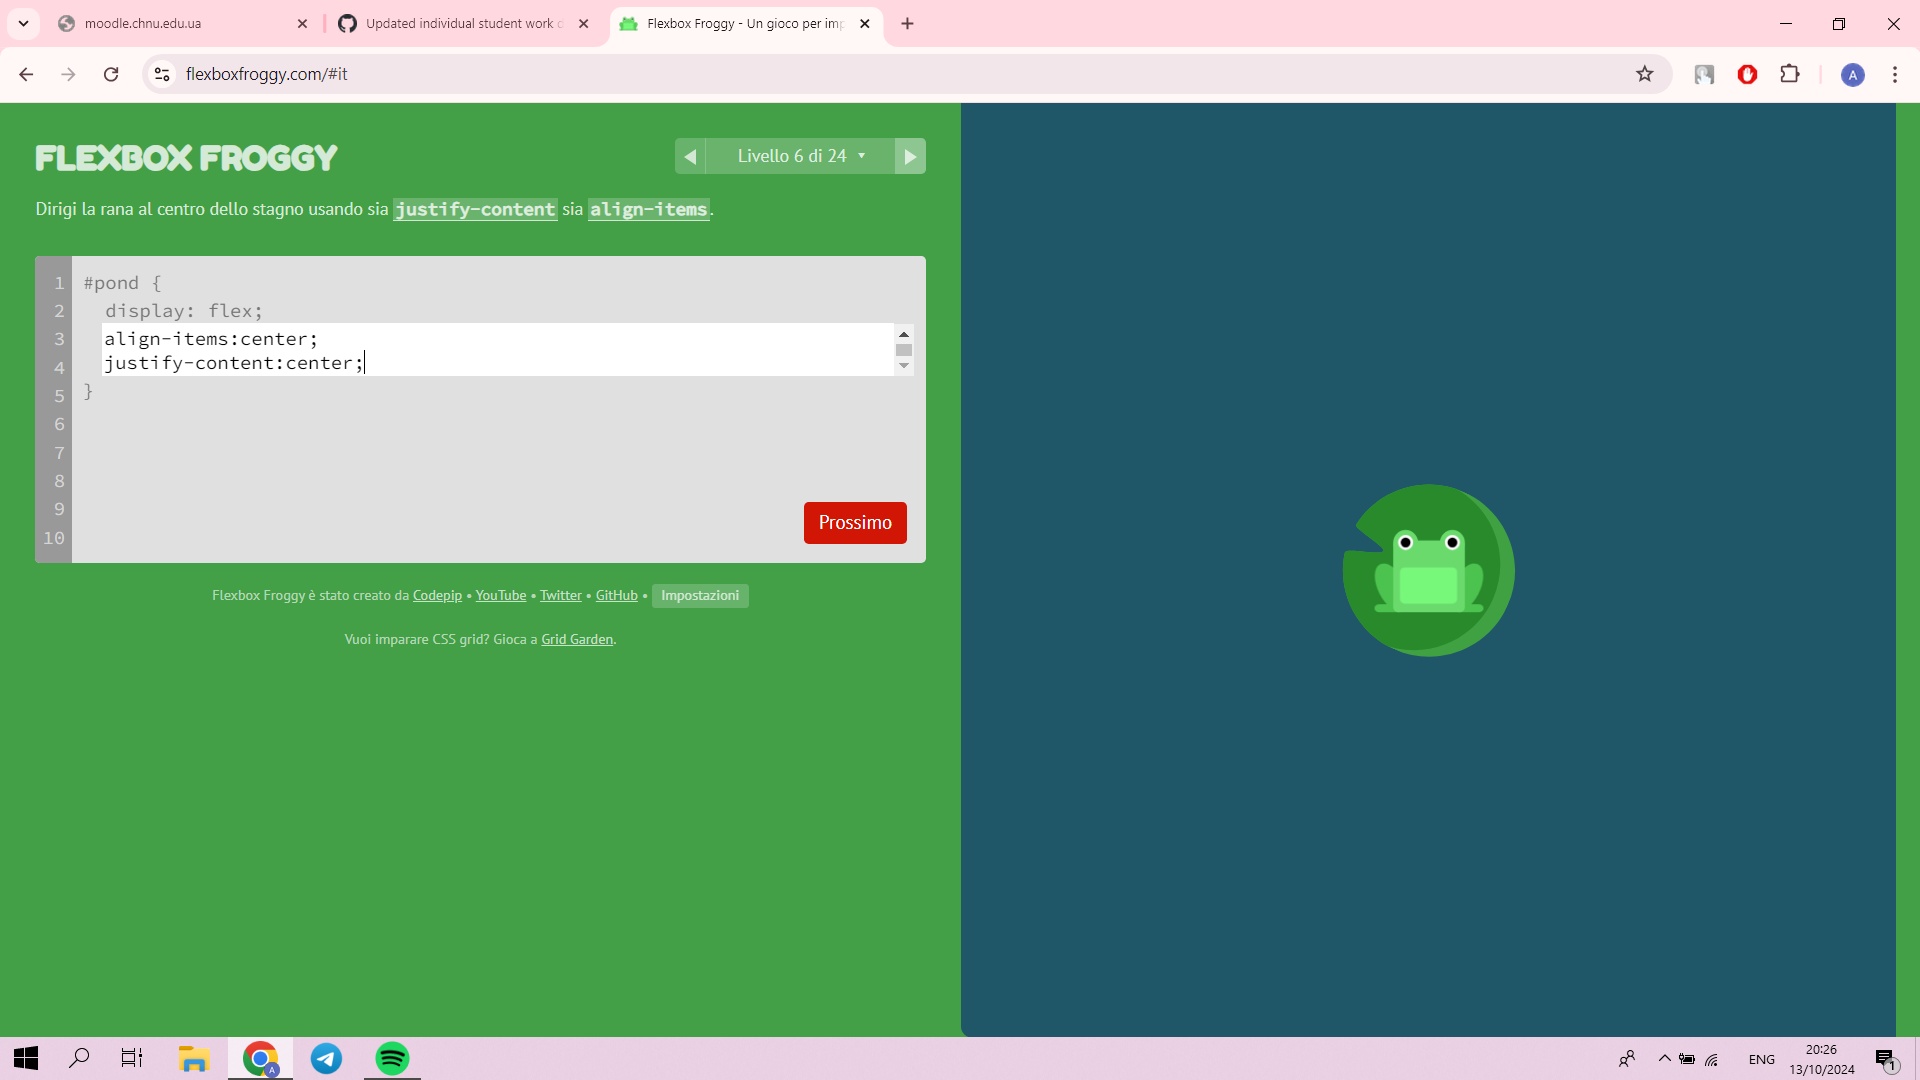 moodle.chnu.edu.ua
Updated individual student work
Flexbox Froggy - Un gioco per imp
flexboxfroggy.com/#it
A
FLEXBOX FROGGY
Livello 6 di 24
Dirigi la rana al centro dello stagno usando sia justify-content sia align-items.
1 #pond {
2 display: flex;
3 align-items:center;
4 justify-content:center;
5 }
6
7
8
9
10
Prossimo
Flexbox Froggy è stato creato da Codepip • YouTube • Twitter • GitHub • Impostazioni
Vuoi imparare CSS grid? Gioca a Grid Garden.
A
ENG
20:26
13/10/2024
1